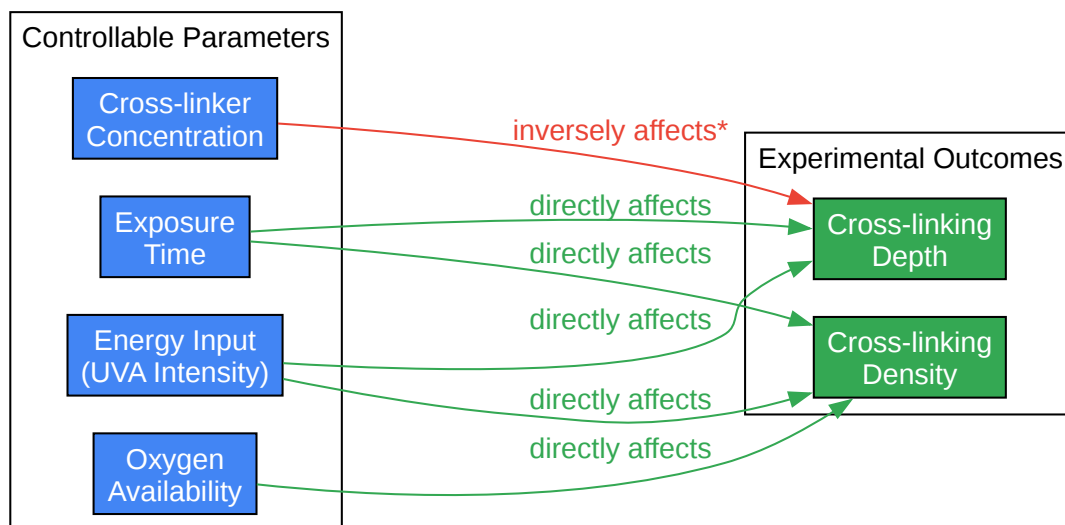 Controllable Parameters
Cross-linker
Concentration
Exposure
Time
Energy Input
(UVA Intensity)
Oxygen
Availability
inversely affects*
directly affects
directly affects
directly affects
directly affects
directly affects
Experimental Outcomes
Cross-linking
Depth
Cross-linking
Density